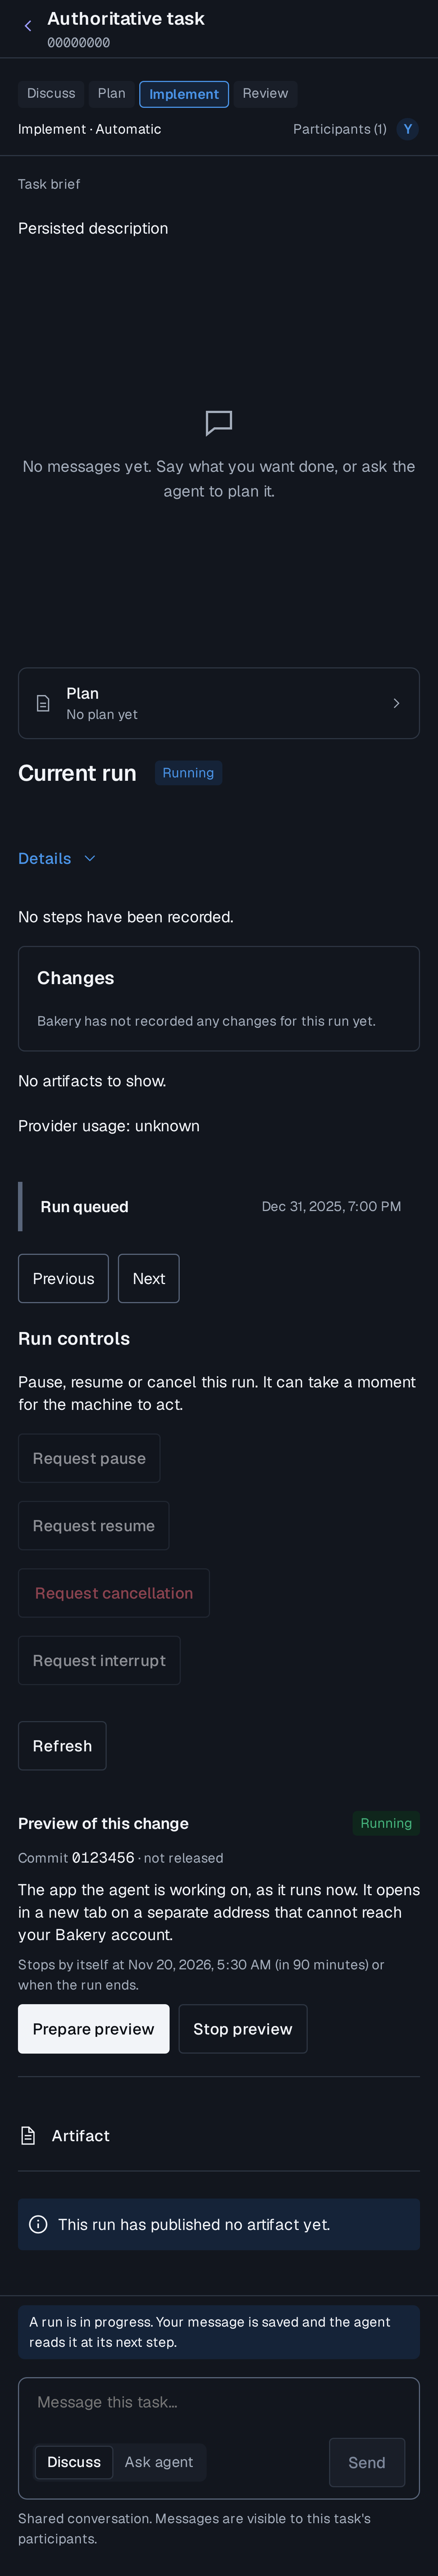 Authoritative task
00000000
Discuss
Plan
Implement
Review
Implement · Automatic
Participants (1)
Y
Task brief
Persisted description
No messages yet. Say what you want done, or ask the
agent to plan it.
Plan
No plan yet
Current run
Running
Details
No steps have been recorded.
Changes
Bakery has not recorded any changes for this run yet.
No artifacts to show.
Provider usage: unknown
Run queued
Dec 31, 2025, 7:00 PM
Previous
Next
Run controls
Pause, resume or cancel this run. It can take a moment
for the machine to act.
Request pause
Request resume
Request cancellation
Request interrupt
Refresh
Preview of this change
Running
Commit 0123456 · not released
The app the agent is working on, as it runs now. It opens
in a new tab on a separate address that cannot reach
your Bakery account.
Stops by itself at Nov 20, 2026, 5:30 AM (in 90 minutes) or
when the run ends.
Prepare preview
Stop preview
Artifact
This run has published no artifact yet.
A run is in progress. Your message is saved and the agent
reads it at its next step.
Message this task...
Discuss
Ask agent
Send
Shared conversation. Messages are visible to this task's
participants.